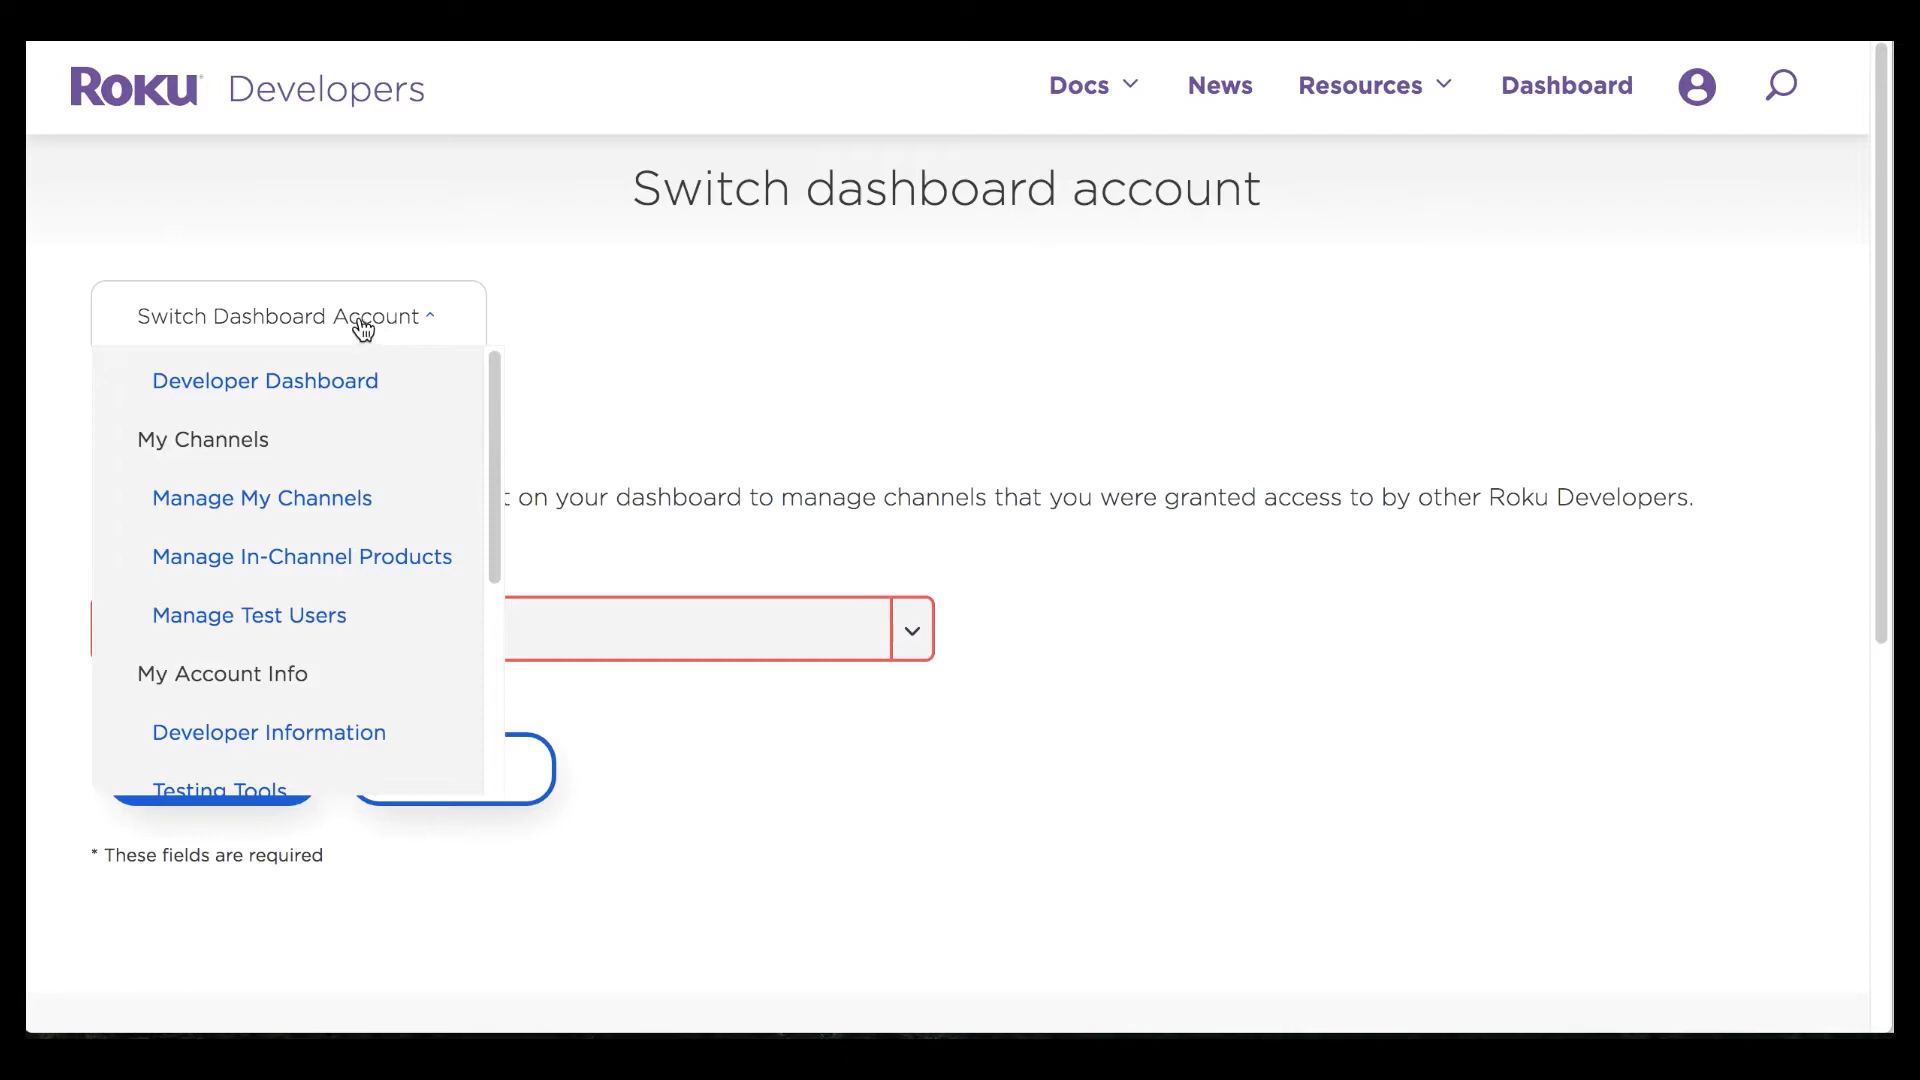 Roku Developers Docs News Resources Dashboard
Switch dashboard account
Switch Dashboard Account
Developer Dashboard
My Channels
Manage My Channels
on your dashboard to manage channels that you were granted access to by other Roku Developers.
Manage In-Channel Products
Manage Test Users
My Account Info
Developer Information
Testing Tools
* These fields are required